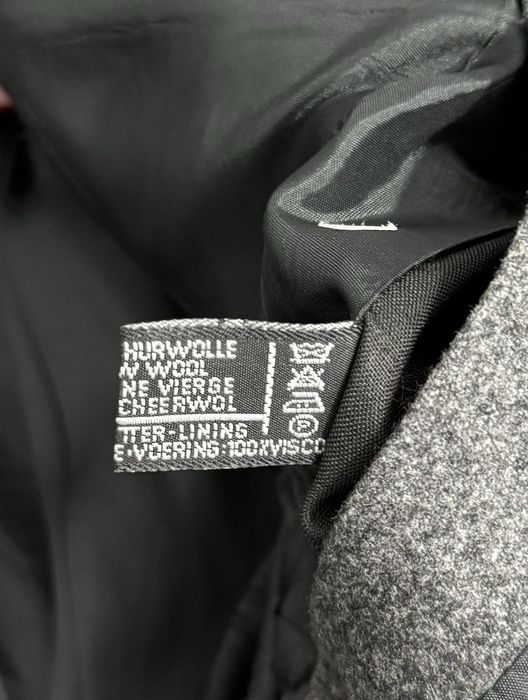 HURWOLLE
W WOOL
NE VIERGE
CHEERWOL
TTER-LINING
E·VOERING:100%VISCO
P